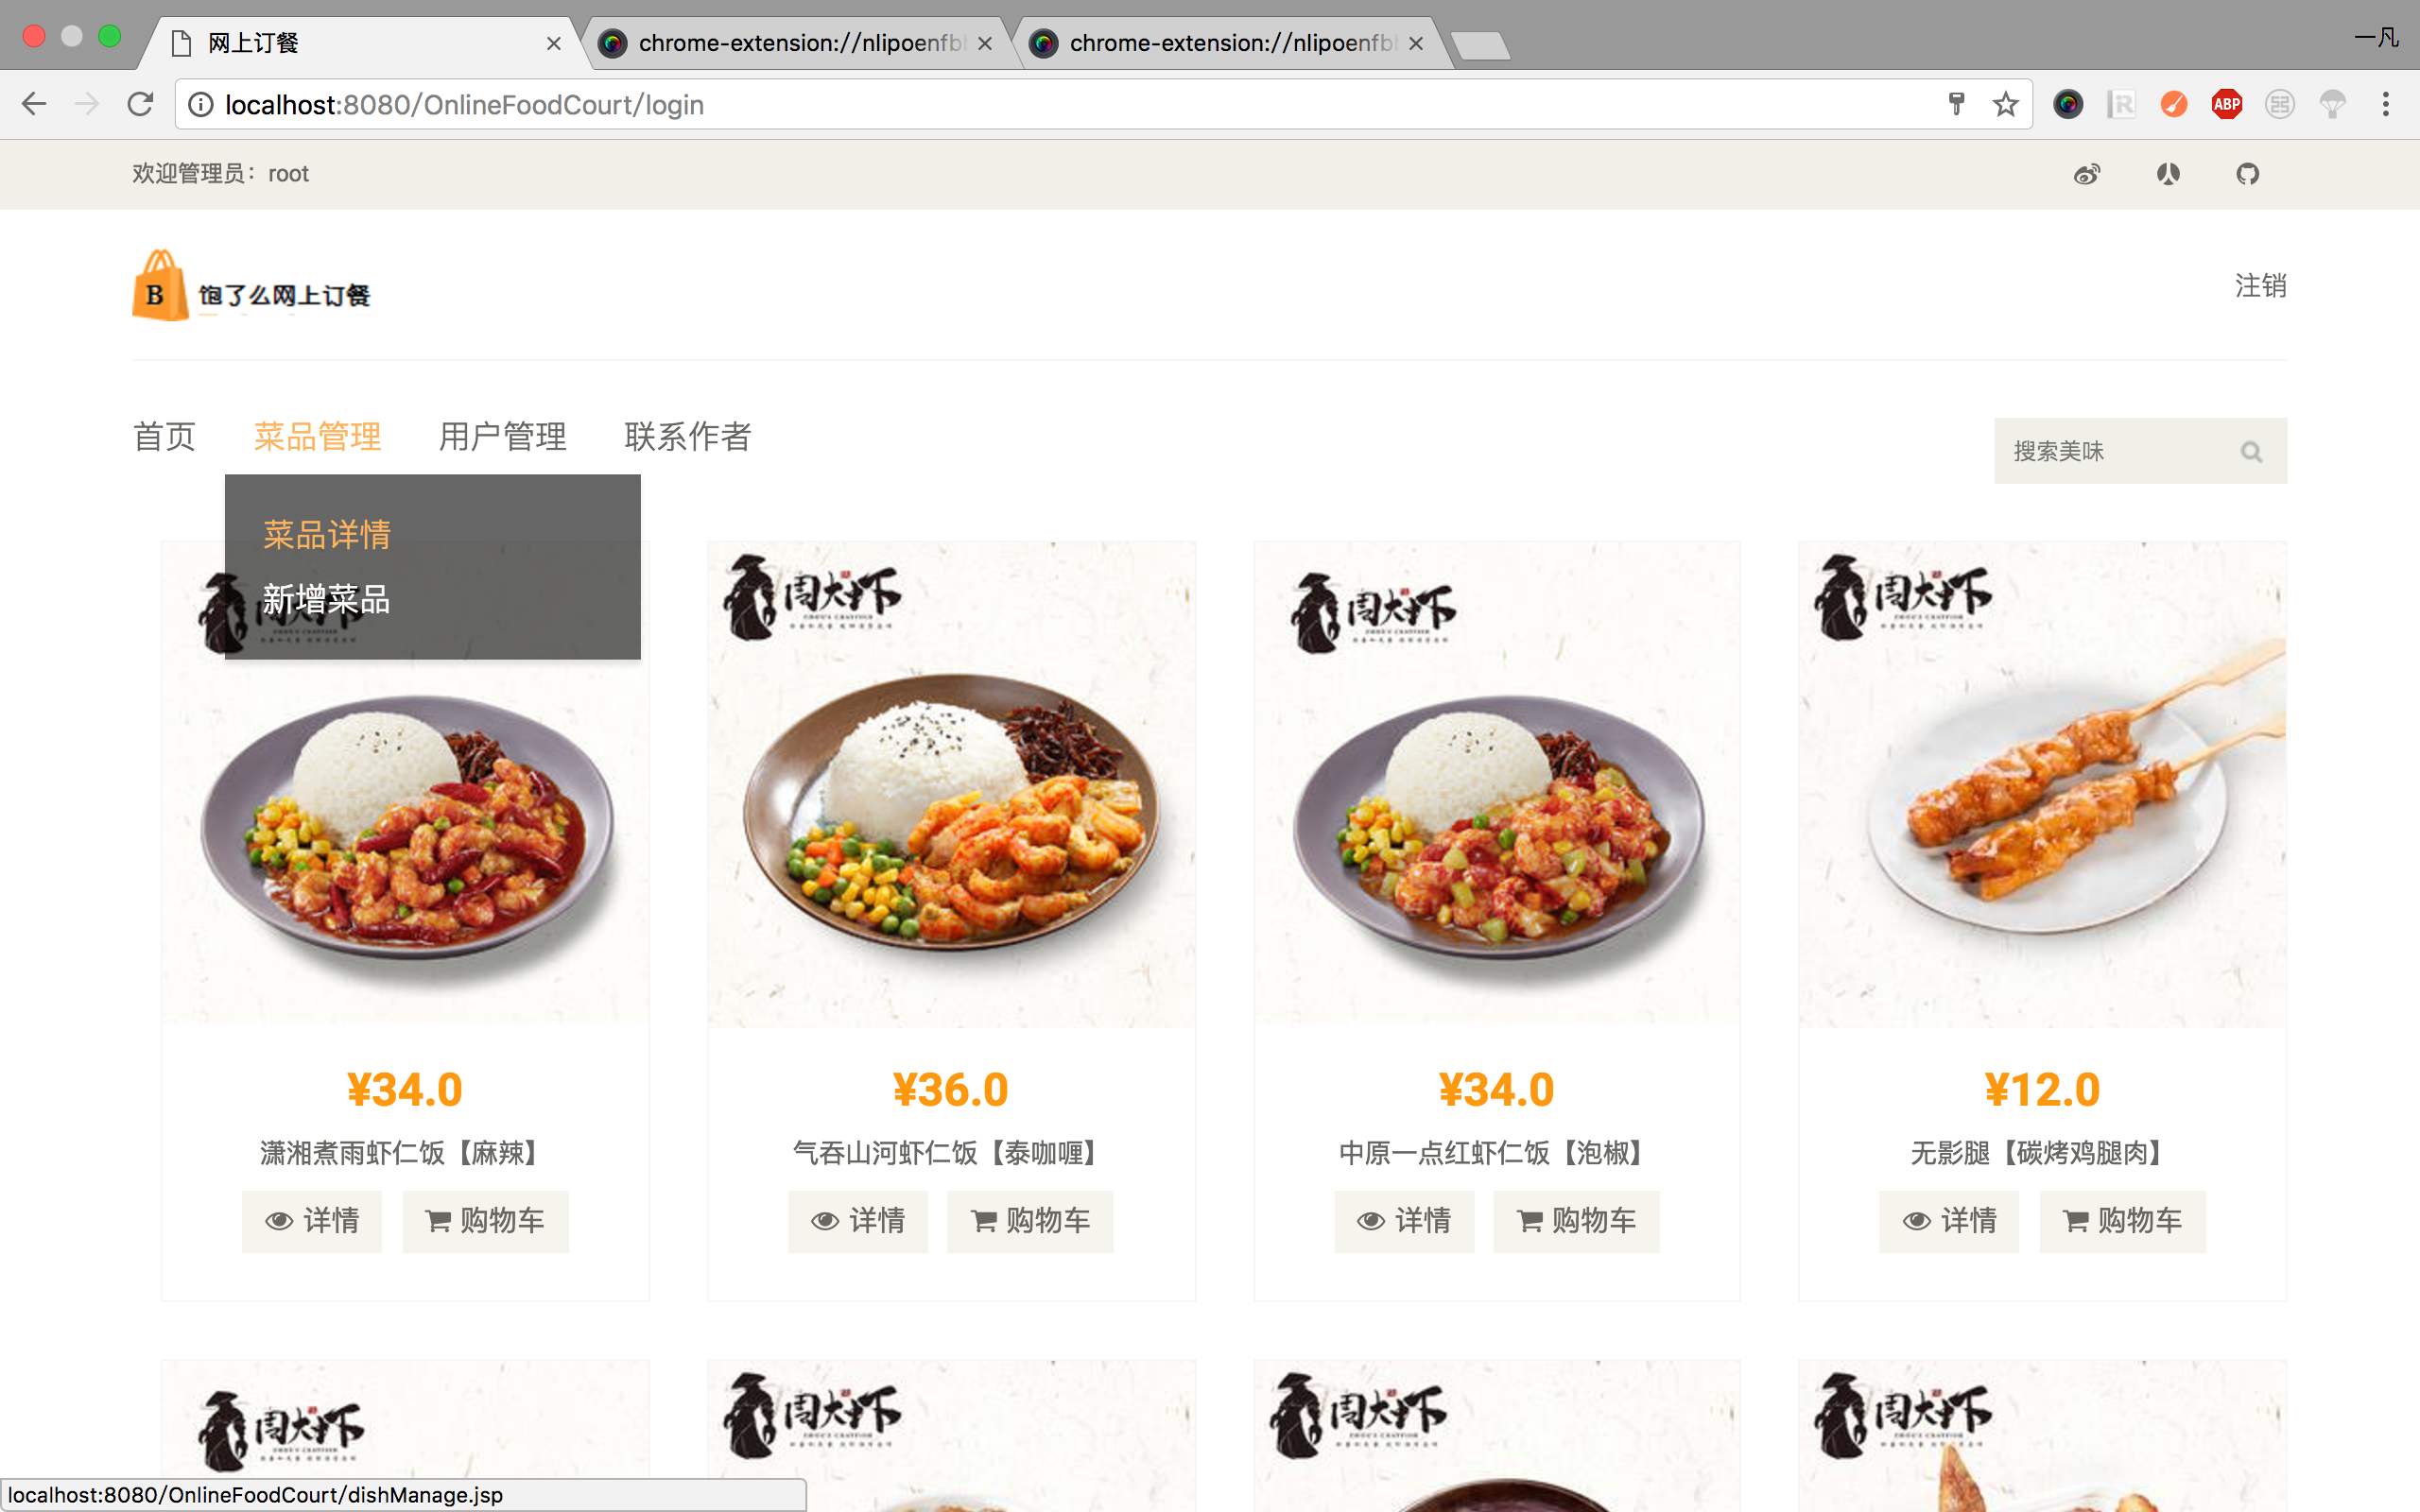 网上订餐
chrome-extension://nlipoenfbl
chrome-extension://nlipoenfbl
一凡
localhost:8080/OnlineFoodCourt/login
ABP
欢迎管理员：root
B 饱了么网上订餐
注销
首页 菜品管理 用户管理 联系作者
搜索美味
菜品详情
新增菜品
¥34.0
潇湘煮雨虾仁饭【麻辣】
详情 购物车
¥36.0
气吞山河虾仁饭【泰咖喱】
详情 购物车
¥34.0
中原一点红虾仁饭【泡椒】
详情 购物车
¥12.0
无影腿【碳烤鸡腿肉】
详情 购物车
localhost:8080/OnlineFoodCourt/dishManage.jsp